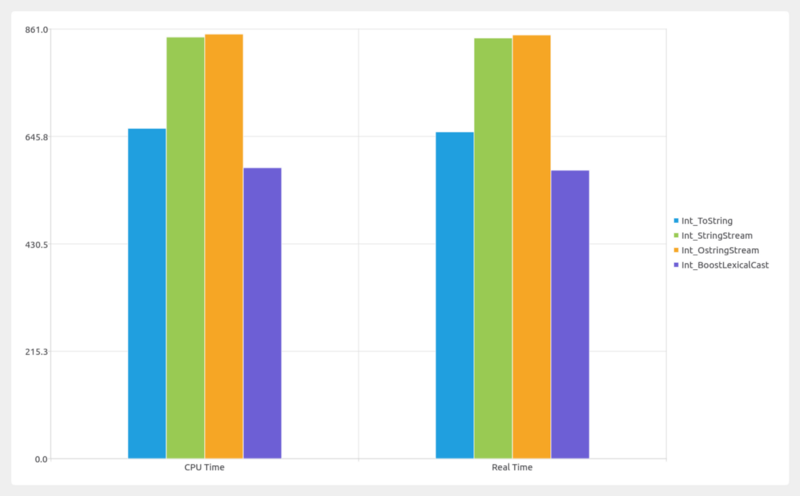 861.0
645.8
430.5
215.3
0.0
CPU Time
Real Time
Int_ToString
Int_StringStream
Int_OstringStream
Int_BoostLexicalCast